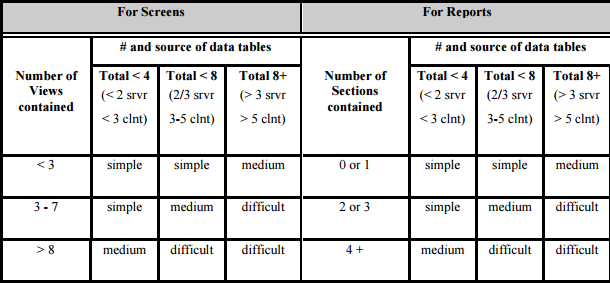 For Screens For Reports
# and source of data tables # and source of data tables
Number of Views contained Total < 4 (< 2 srvr < 3 clnt) Total < 8 (2/3 srvr 3-5 clnt) Total 8+ (> 3 srvr > 5 clnt) Number of Sections contained Total < 4 (< 2 srvr < 3 clnt) Total < 8 (2/3 srvr 3-5 clnt) Total 8+ (> 3 srvr > 5 clnt)
< 3 simple simple medium 0 or 1 simple simple medium
3 - 7 simple medium difficult 2 or 3 simple medium difficult
> 8 medium difficult difficult 4 + medium difficult difficult